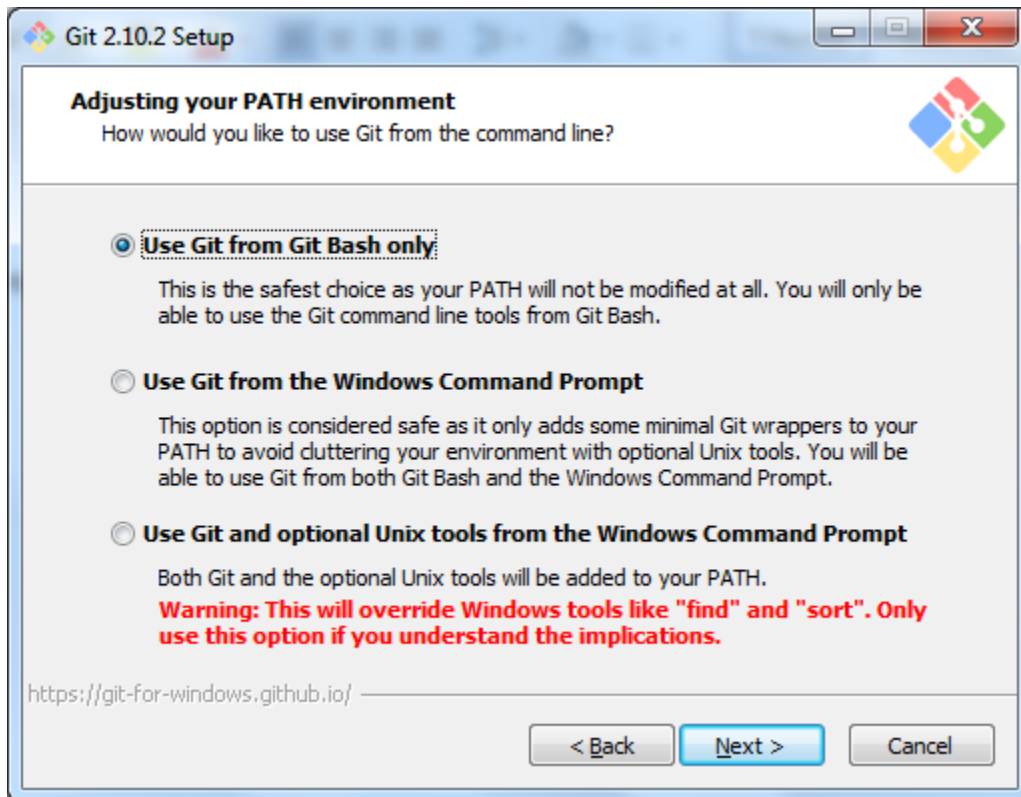 Git 2.10.2 Setup
Adjusting your PATH environment
How would you like to use Git from the command line?
Use Git from Git Bash only
This is the safest choice as your PATH will not be modified at all. You will only be
able to use the Git command line tools from Git Bash.
Use Git from the Windows Command Prompt
This option is considered safe as it only adds some minimal Git wrappers to your
PATH to avoid cluttering your environment with optional Unix tools. You will be
able to use Git from both Git Bash and the Windows Command Prompt.
Use Git and optional Unix tools from the Windows Command Prompt
Both Git and the optional Unix tools will be added to your PATH.
Warning: This will override Windows tools like "find" and "sort". Only
use this option if you understand the implications.
https://git-for-windows.github.io/
< Back Next > Cancel